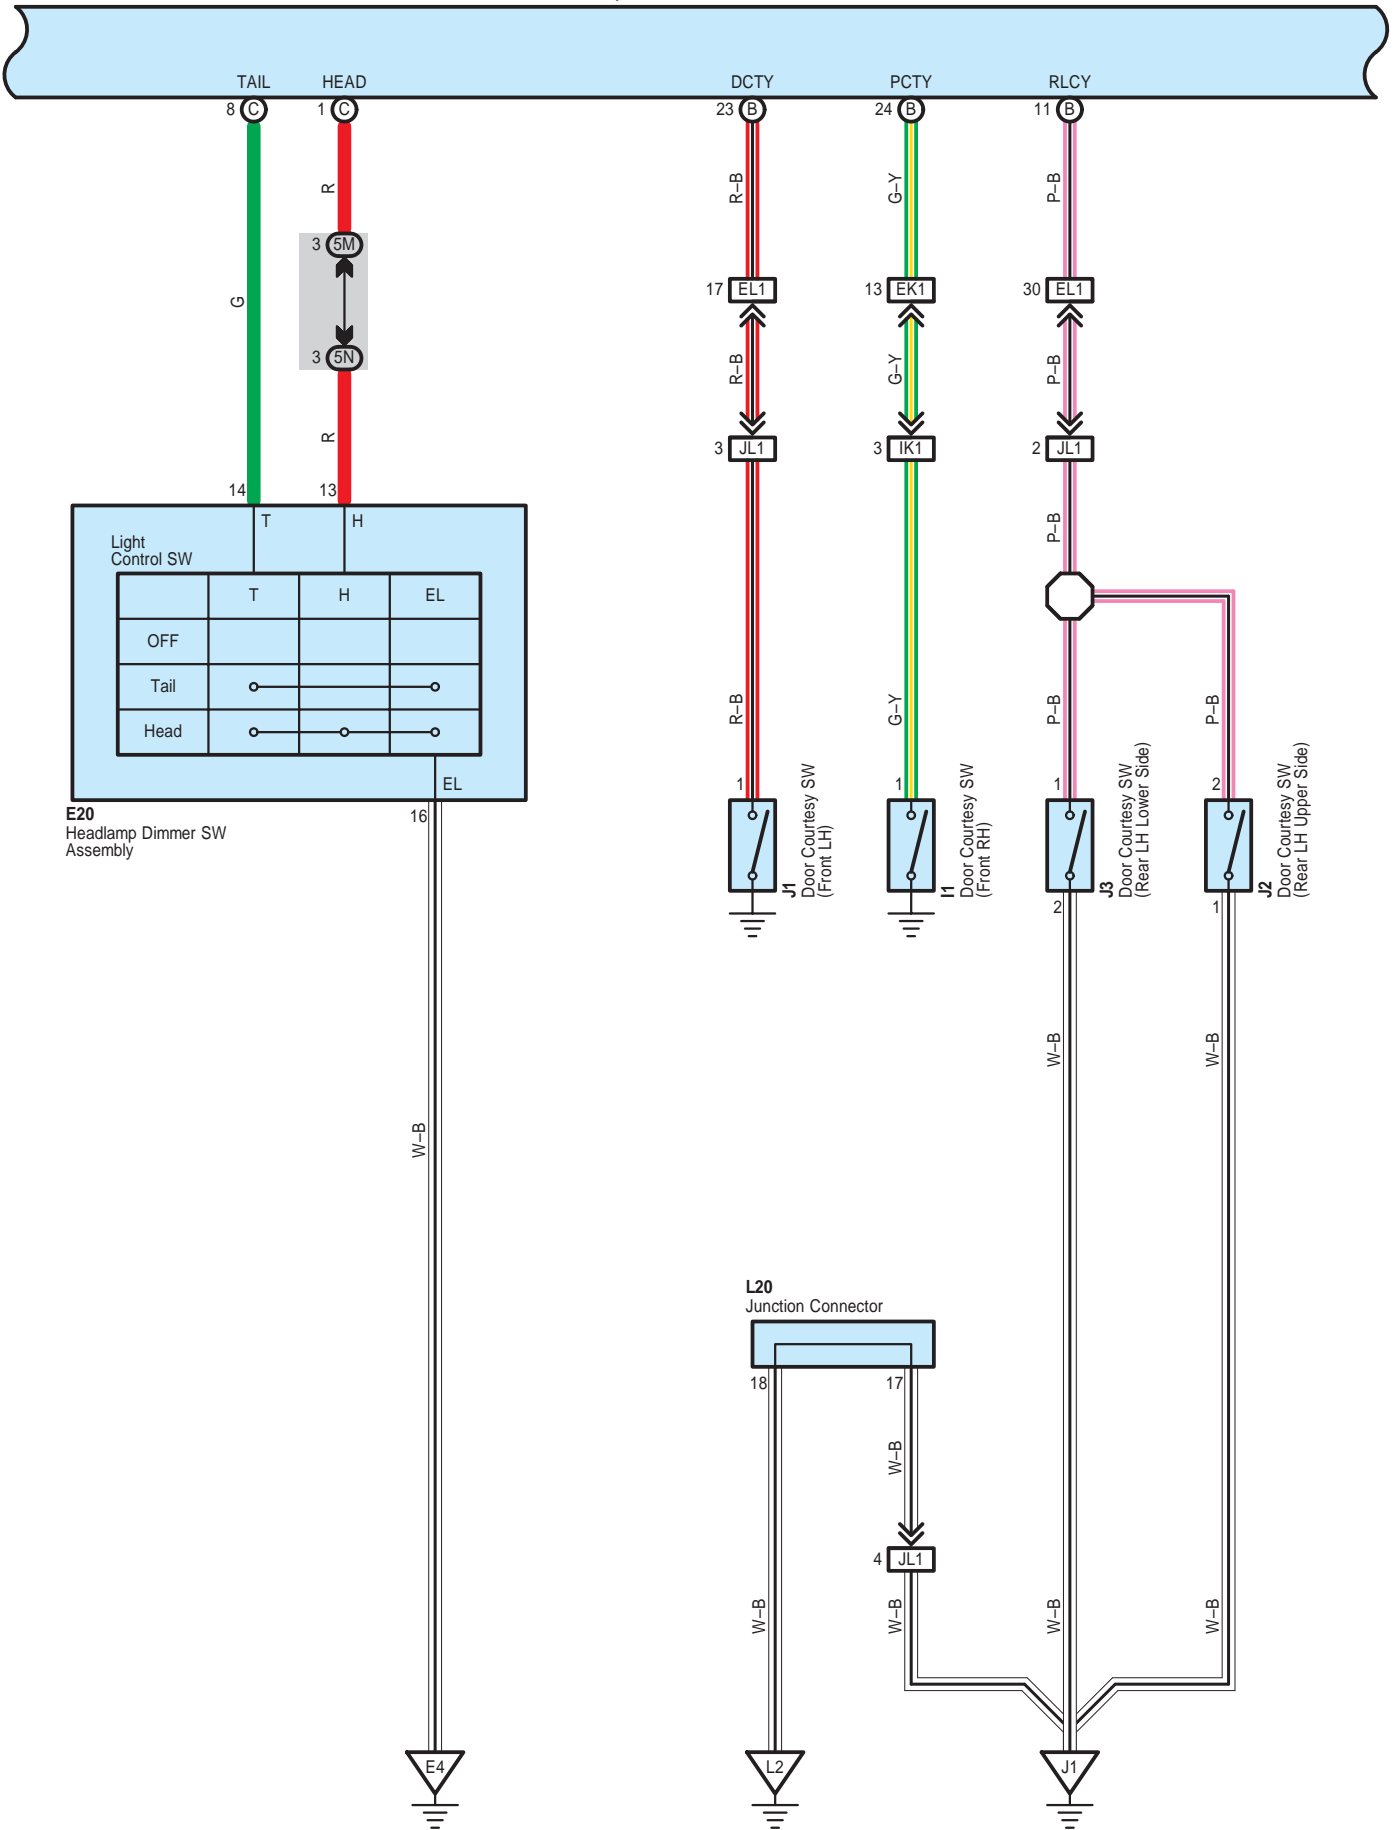 TAIL HEAD DCTY PCTY RLCY
8 C 1 C 23 B 24 B 11 B
R R–B G–Y P–B
3 5M
G
17 EL1 13 EK1 30 EL1
3 5N
R–B G–Y P–B
R
3 JL1 3 IK1 2 JL1
14 13
T H
P–B
Light
Control SW
T H EL
OFF
Tail
Head
R–B G–Y P–B P–B
EL
16
1 1 1 2
E20
Headlamp Dimmer SW
Assembly
J1
Door Courtesy SW
(Front LH)
I1
Door Courtesy SW
(Front RH)
J3
Door Courtesy SW
(Rear LH Lower Side)
J2
Door Courtesy SW
(Rear LH Upper Side)
2 1
W–B W–B
W–B
L20
Junction Connector
18 17
W–B
4 JL1
W–B W–B W–B W–B
E4 L2 J1